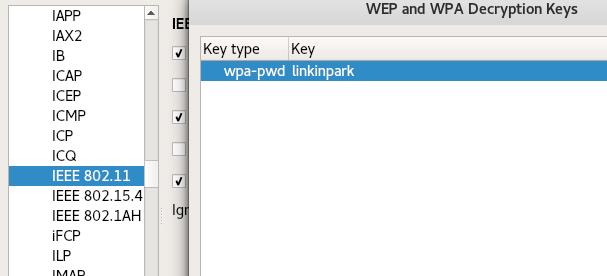 WEP and WPA Decryption Keys
IAPP
IAX2
IB
ICAP
ICEP
ICMP
ICP
ICQ
IEEE 802.11
IEEE 802.15.4
IEEE 802.1AH
iFCP
ILP
IMAP
IEE
Ign
Key type Key
wpa-pwd linkinpark